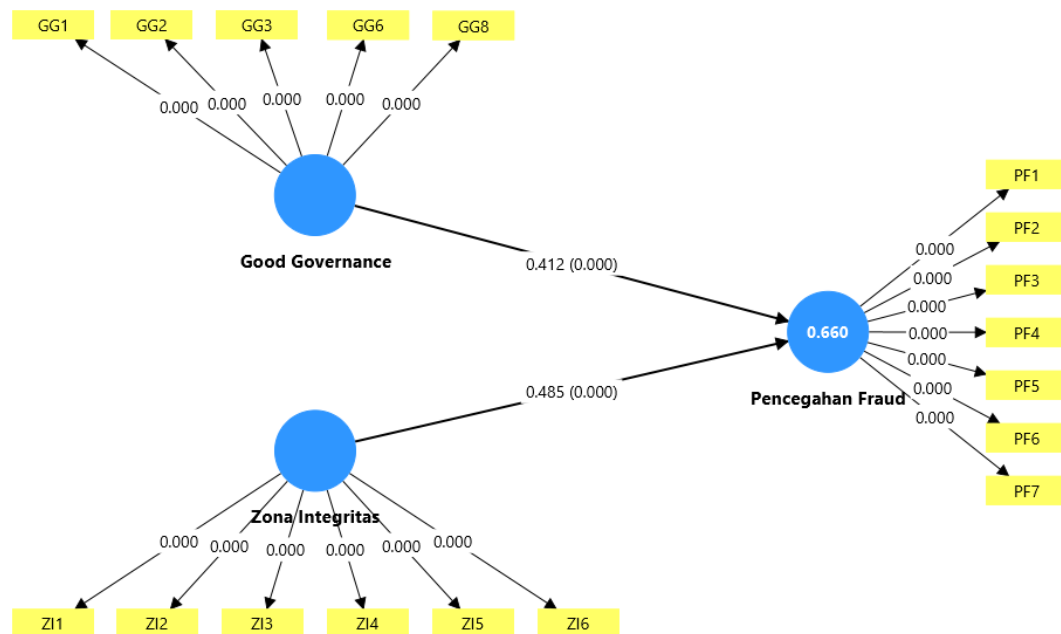 GG1 GG2 GG3 GG6 GG8
0.000 0.000 0.000 0.000 0.000
Good Governance
0.412 (0.000)
PF1
PF2
PF3
PF4
PF5
PF6
PF7
0.000
0.000
0.000
0.000
0.000
0.000
0.000
0.660
Pencegahan Fraud
0.485 (0.000)
Zona Integritas
0.000 0.000 0.000 0.000 0.000 0.000
ZI1 ZI2 ZI3 ZI4 ZI5 ZI6